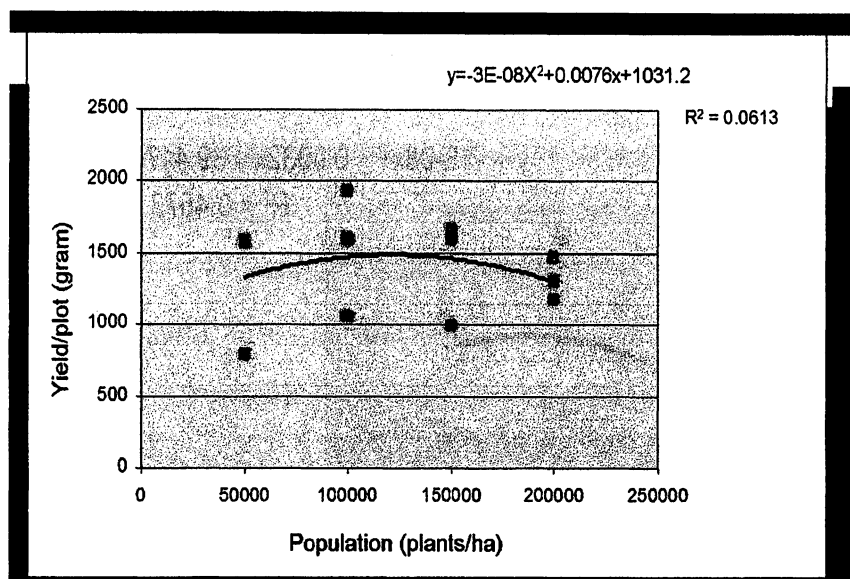 y=-3E-08X²+0.0076x+1031.2
R² = 0.0613
2500
2000
1500
1000
500
0
0 50000 100000 150000 200000 250000
Yield/plot (gram)
Population (plants/ha)